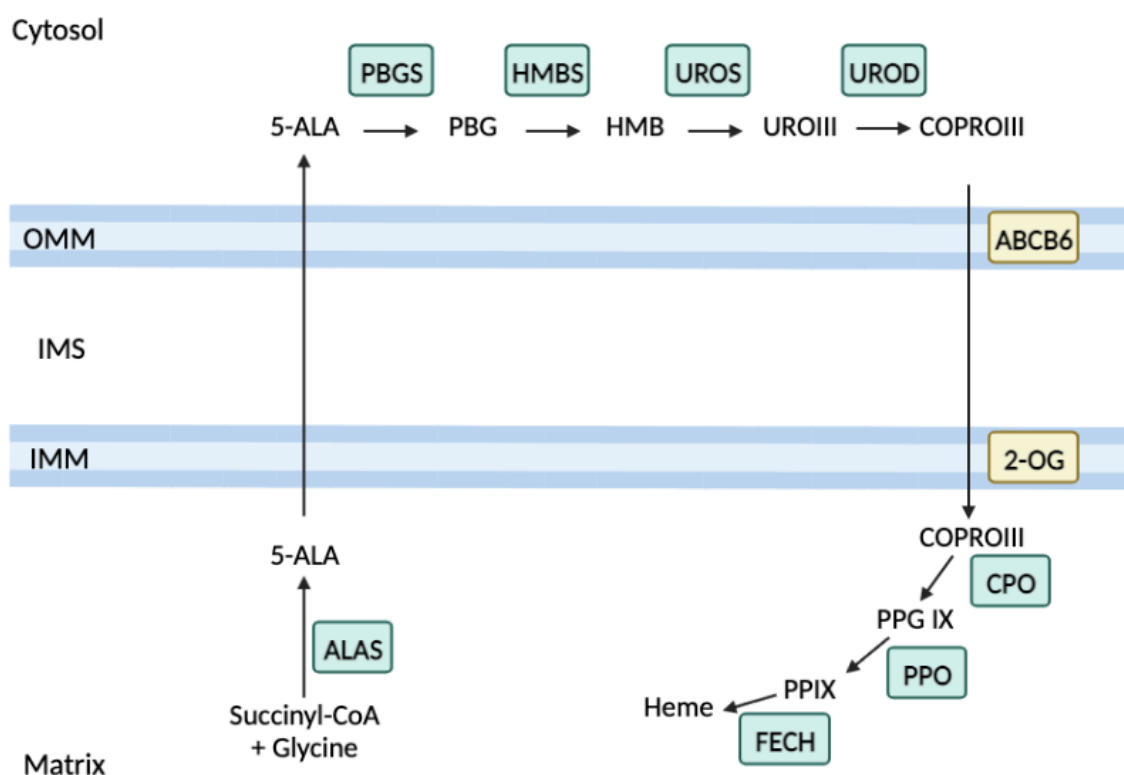 Cytosol
PBGS
HMBS
UROS
UROD
5-ALA
PBG
HMB
UROIII
COPROIII
OMM
ABCB6
IMS
IMM
2-OG
5-ALA
COPROIII
CPO
PPG IX
ALAS
PPO
PPIX
Heme
Succinyl-CoA
+ Glycine
FECH
Matrix